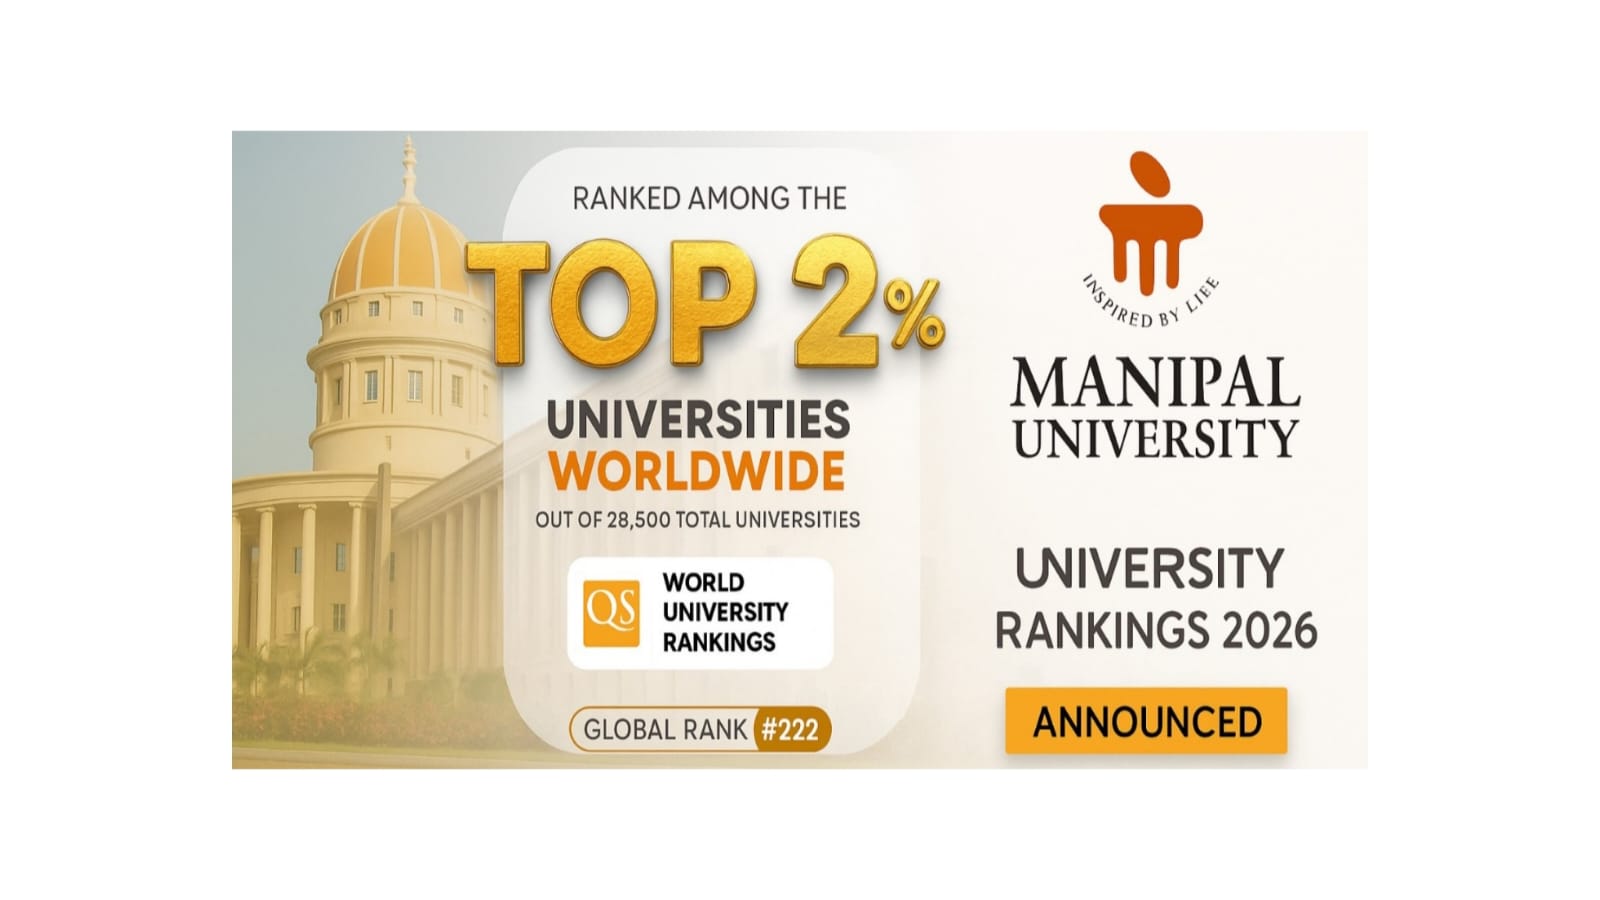 RANKED AMONG THE
TOP 2%
UNIVERSITIES
WORLDWIDE
OUT OF 28,500 TOTAL UNIVERSITIES
QS
WORLD
UNIVERSITY
RANKINGS
GLOBAL RANK #222
INSPIRED BY LIEE
MANIPAL
UNIVERSITY
UNIVERSITY
RANKINGS 2026
ANNOUNCED